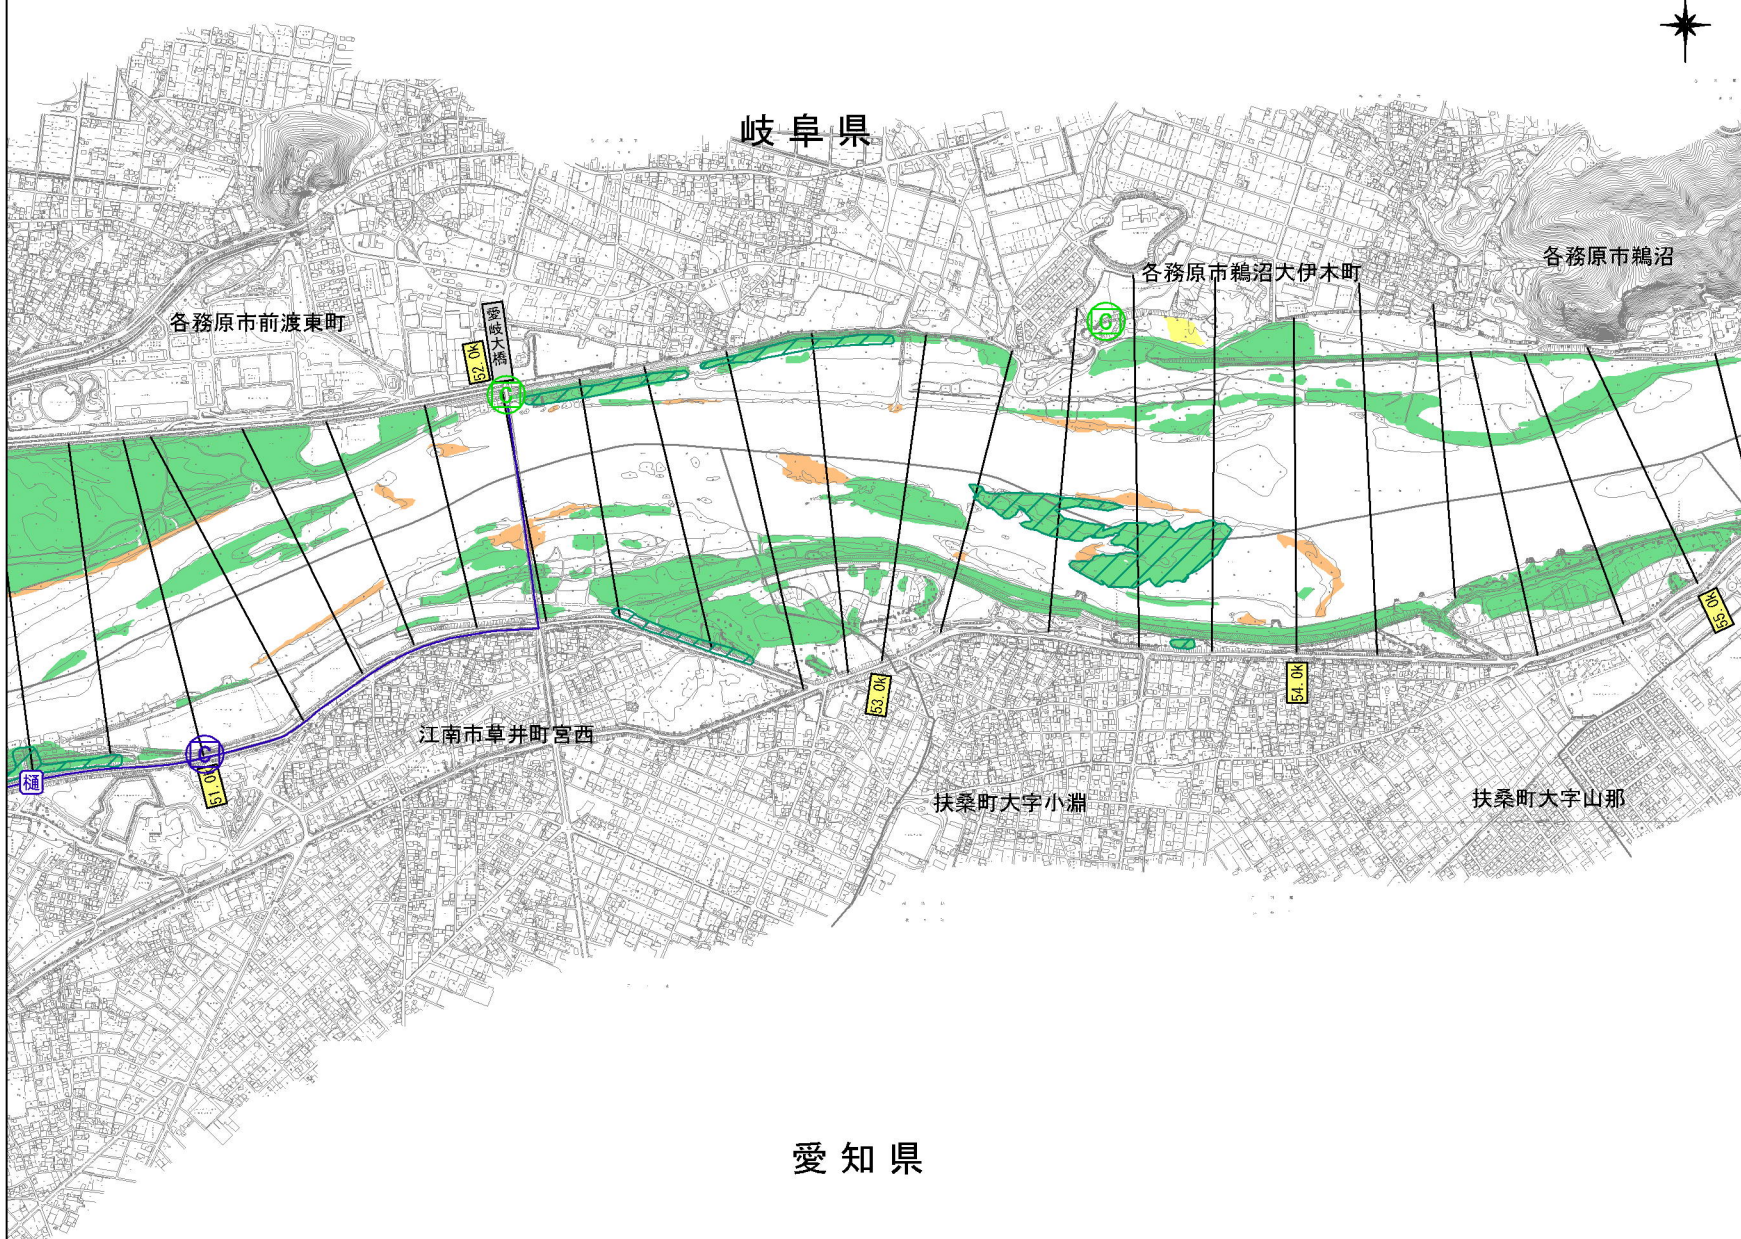 岐阜県
各務原市鵜沼
各務原市鵜沼大伊木町
各務原市前渡東町
愛岐大橋
52.0k
C
C
江南市草井町宮西
樋
51.0
53.0k
54.0k
55.0k
扶桑町大字小淵
扶桑町大字山那
愛知県